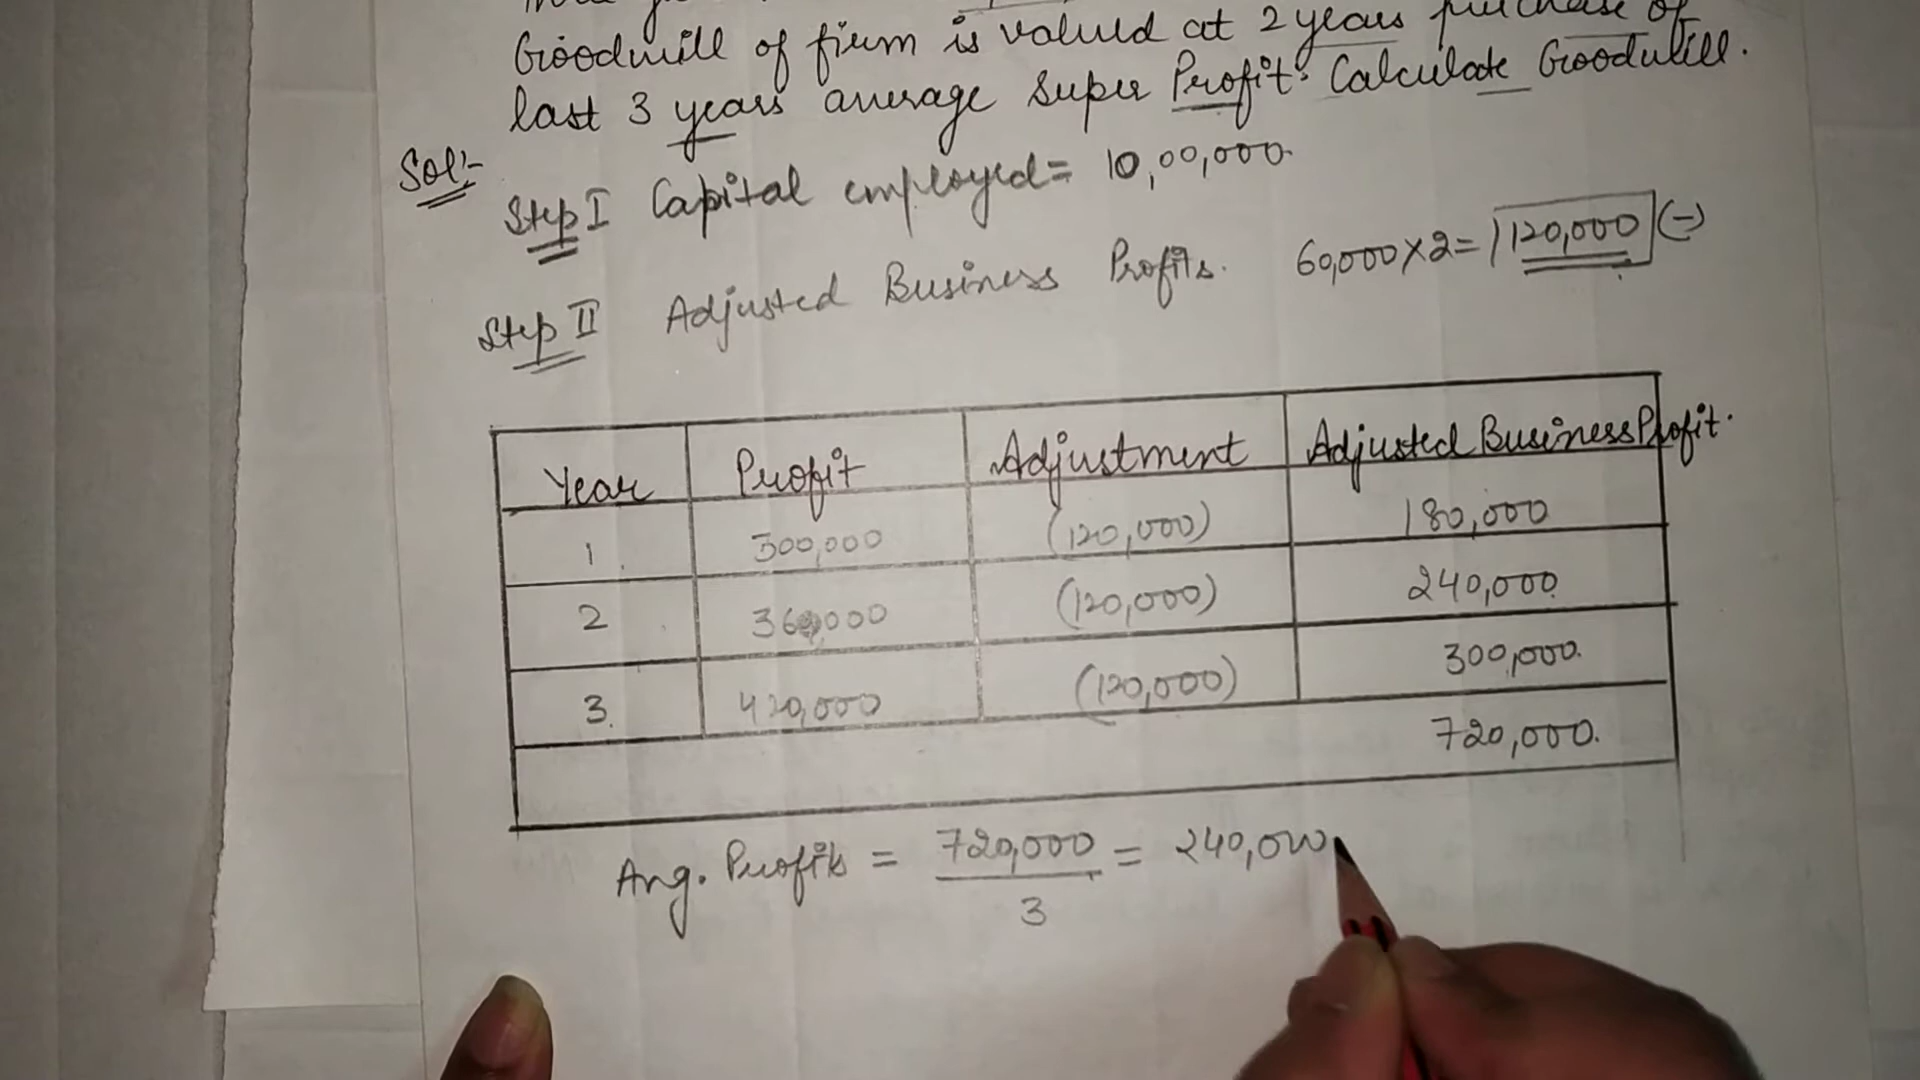 Goodwill of firm is valued at 2 years purchase of
last 3 years average super Profit. Calculate Goodwill.
Sol:-
Step I Capital employed = 10,00,000.
Step II Adjusted Business Profits. 60,000 × 2 = 120,000 (-)
Year Profit Adjustment Adjusted Business Profit.
1. 300,000 (120,000) 180,000
2 360,000 (120,000) 240,000
3. 420,000 (120,000) 300,000.
720,000.
Avg. Profits = 720,000 / 3 = 240,000